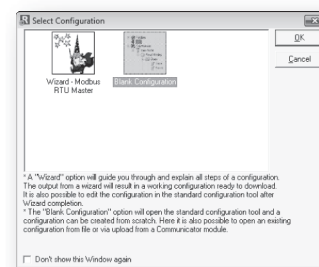 Select Configuration
OK
Cancel
Wizard - Modbus
RTU Master
Blank Configuration
* A "Wizard" option will guide you through and explain all steps of a configuration.
The output from a wizard will result in a working configuration ready to download.
It is also possible to edit the configuration in the standard configuration tool after
Wizard completion.
* The "Blank Configuration" option will open the standard configuration tool and a
configuration can be created from scratch. Here it is also possible to open an existing
configuration from file or via upload from a Communicator module.
Don't show this Window again